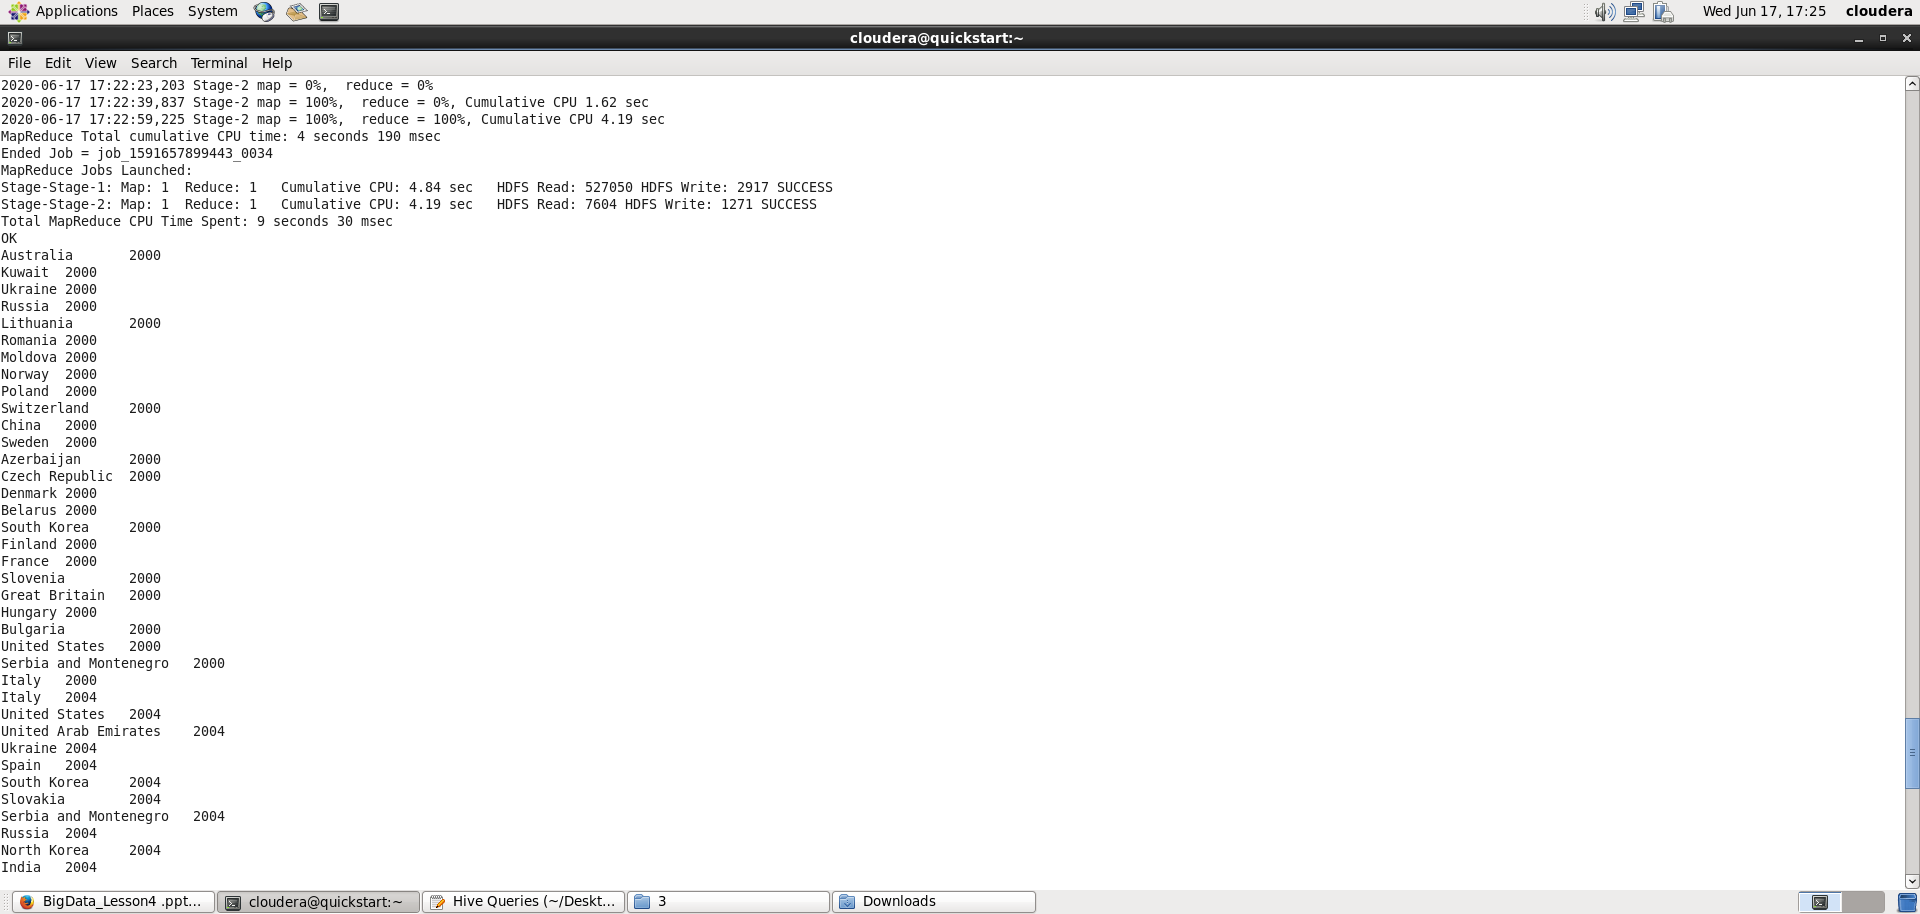 Applications Places System Wed Jun 17, 17:25 cloudera
cloudera@quickstart:~
File Edit View Search Terminal Help
2020-06-17 17:22:23,203 Stage-2 map = 0%,  reduce = 0%
2020-06-17 17:22:39,837 Stage-2 map = 100%,  reduce = 0%, Cumulative CPU 1.62 sec
2020-06-17 17:22:59,225 Stage-2 map = 100%,  reduce = 100%, Cumulative CPU 4.19 sec
MapReduce Total cumulative CPU time: 4 seconds 190 msec
Ended Job = job_1591657899443_0034
MapReduce Jobs Launched:
Stage-Stage-1: Map: 1  Reduce: 1   Cumulative CPU: 4.84 sec   HDFS Read: 527050 HDFS Write: 2917 SUCCESS
Stage-Stage-2: Map: 1  Reduce: 1   Cumulative CPU: 4.19 sec   HDFS Read: 7604 HDFS Write: 1271 SUCCESS
Total MapReduce CPU Time Spent: 9 seconds 30 msec
OK
Australia	2000
Kuwait	2000
Ukraine	2000
Russia	2000
Lithuania	2000
Romania	2000
Moldova	2000
Norway	2000
Poland	2000
Switzerland	2000
China	2000
Sweden	2000
Azerbaijan	2000
Czech Republic	2000
Denmark	2000
Belarus	2000
South Korea	2000
Finland	2000
France	2000
Slovenia	2000
Great Britain	2000
Hungary	2000
Bulgaria	2000
United States	2000
Serbia and Montenegro	2000
Italy	2000
Italy	2004
United States	2004
United Arab Emirates	2004
Ukraine	2004
Spain	2004
South Korea	2004
Slovakia	2004
Serbia and Montenegro	2004
Russia	2004
North Korea	2004
India	2004
BigData_Lesson4 .ppt... cloudera@quickstart:~ Hive Queries (~/Deskt... 3 Downloads